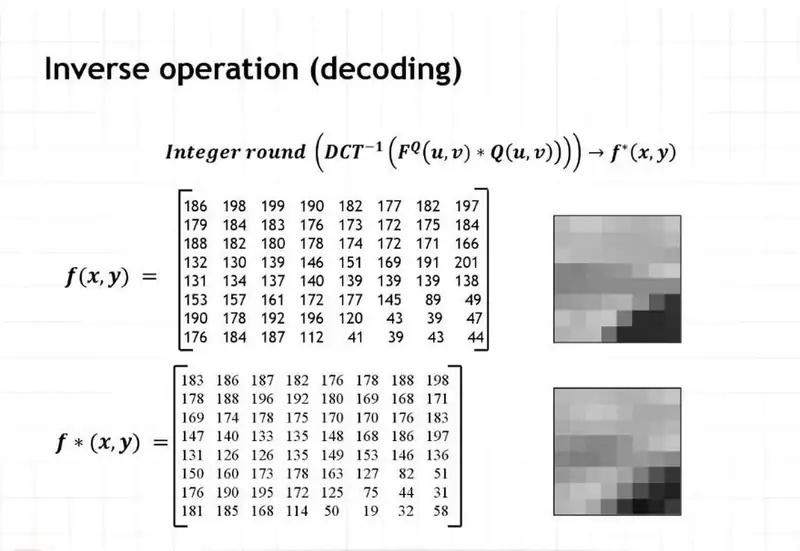 Inverse operation (decoding)
Integer round (DCT⁻¹(F^Q(u,v) * Q(u,v)))) → f*(x,y)
186 198 199 190 182 177 182 197
179 184 183 176 173 172 175 184
188 182 180 178 174 172 171 166
132 130 139 146 151 169 191 201
f(x,y) =
131 134 137 140 139 139 139 138
153 157 161 172 177 145 89 49
190 178 192 196 120 43 39 47
176 184 187 112 41 39 43 44
183 186 187 182 176 178 188 198
178 188 196 192 180 169 168 171
169 174 178 175 170 170 176 183
147 140 133 135 148 168 186 197
f * (x,y) =
131 126 126 135 149 153 146 136
150 160 173 178 163 127 82 51
176 190 195 172 125 75 44 31
181 185 168 114 50 19 32 58